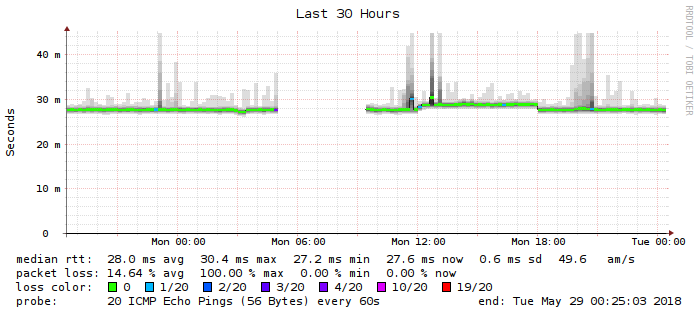 Last 30 Hours
RRDTOOL / TOBI OETIKER
Seconds
40 m
30 m
20 m
10 m
0
Mon 00:00 Mon 06:00 Mon 12:00 Mon 18:00 Tue 00:00
median rtt: 28.0 ms avg 30.4 ms max 27.2 ms min 27.6 ms now 0.6 ms sd 49.6 am/s
packet loss: 14.64 % avg 100.00 % max 0.00 % min 0.00 % now
loss color: 0 1/20 2/20 3/20 4/20 10/20 19/20
probe: 20 ICMP Echo Pings (56 Bytes) every 60s end: Tue May 29 00:25:03 2018